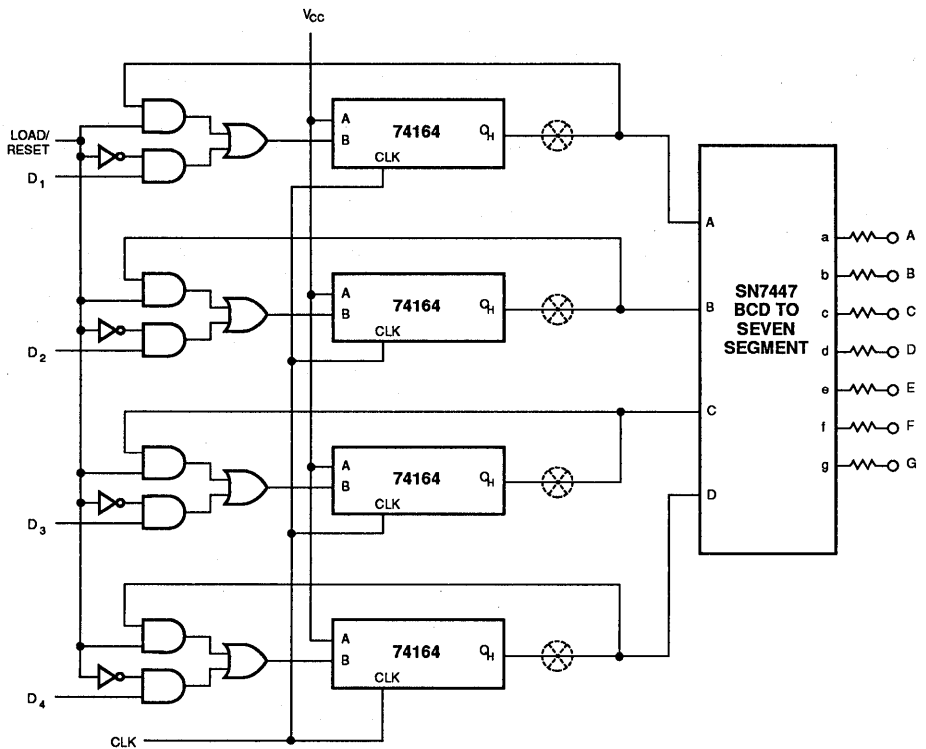 VCC
LOAD/
RESET
D1
A
B
74164
QH
CLK
D2
A
B
74164
QH
CLK
D3
A
B
74164
QH
CLK
D4
A
B
74164
QH
CLK
CLK
A
B
C
D
SN7447
BCD TO
SEVEN
SEGMENT
a A
b B
c C
d D
e E
f F
g G